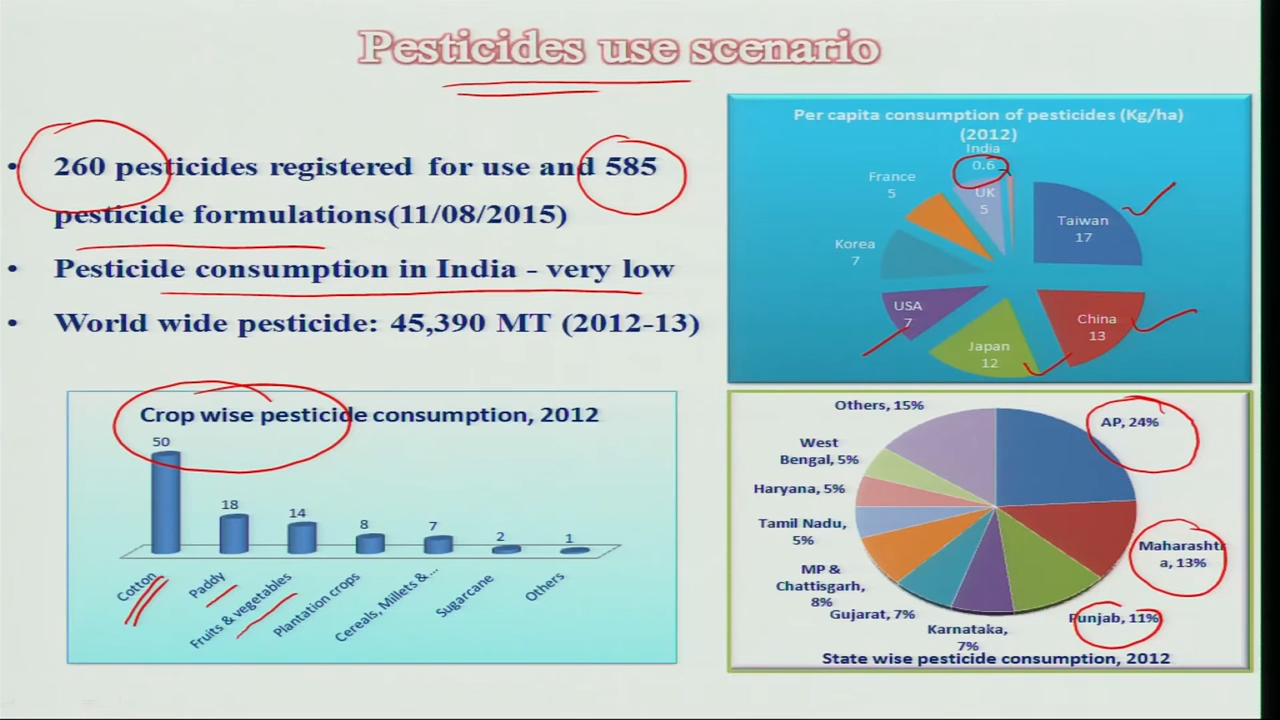 Pesticides use scenario
• 260 pesticides registered for use and 585
pesticide formulations(11/08/2015)
• Pesticide consumption in India - very low
• World wide pesticide: 45,390 MT (2012-13)
Per capita consumption of pesticides (Kg/ha)
(2012)
India
0.6
UK
5
France
5
Korea
7
USA
7
Japan
12
China
13
Taiwan
17
Crop wise pesticide consumption, 2012
50
18
14
8
7
2
1
Cotton
Paddy
Fruits & vegetables
Plantation crops
Cereals, Millets &...
Sugarcane
Others
Others, 15%
AP, 24%
West
Bengal, 5%
Haryana, 5%
Tamil Nadu,
5%
MP &
Chattisgarh,
8%
Gujarat, 7%
Karnataka,
7%
Punjab, 11%
Maharashtr
a, 13%
State wise pesticide consumption, 2012